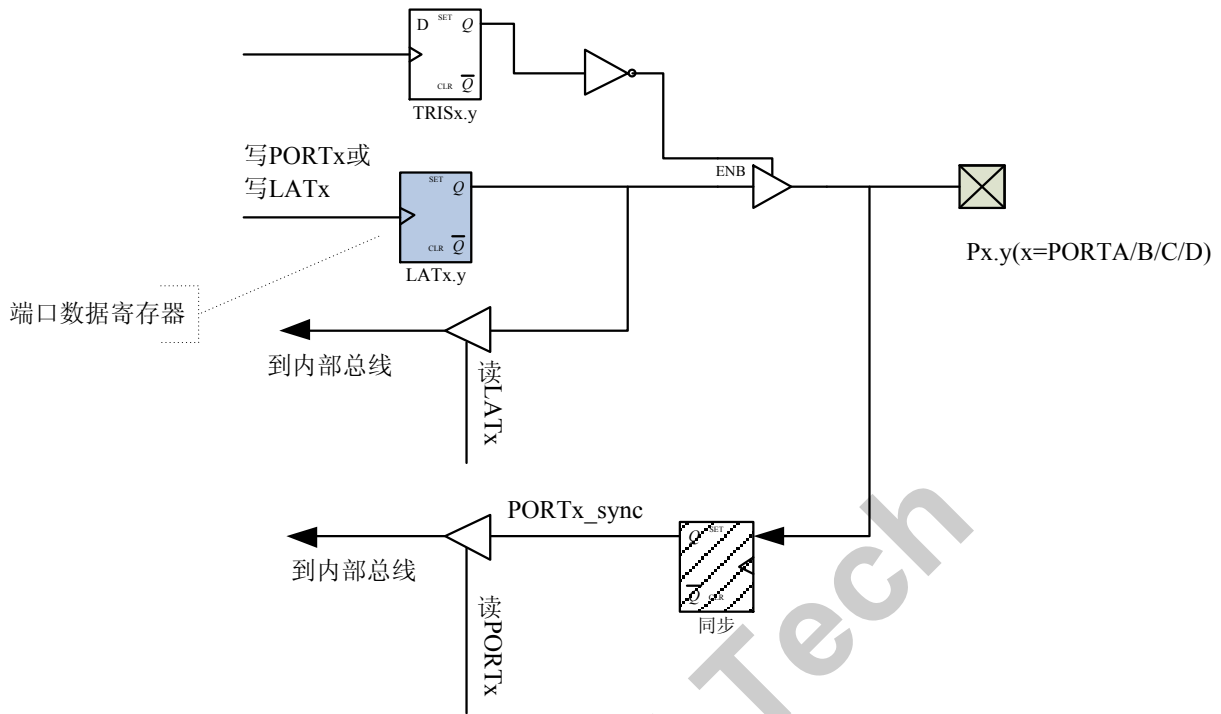 D SET Q
CLR Q
TRISx.y
写PORTx或
写LATx
SET Q
CLR Q
LATx.y
ENB
Px.y(x=PORTA/B/C/D)
端口数据寄存器
到内部总线
读LATx
PORTx_sync
Q SET
Q CLR
同步
到内部总线
读PORTx
Tech